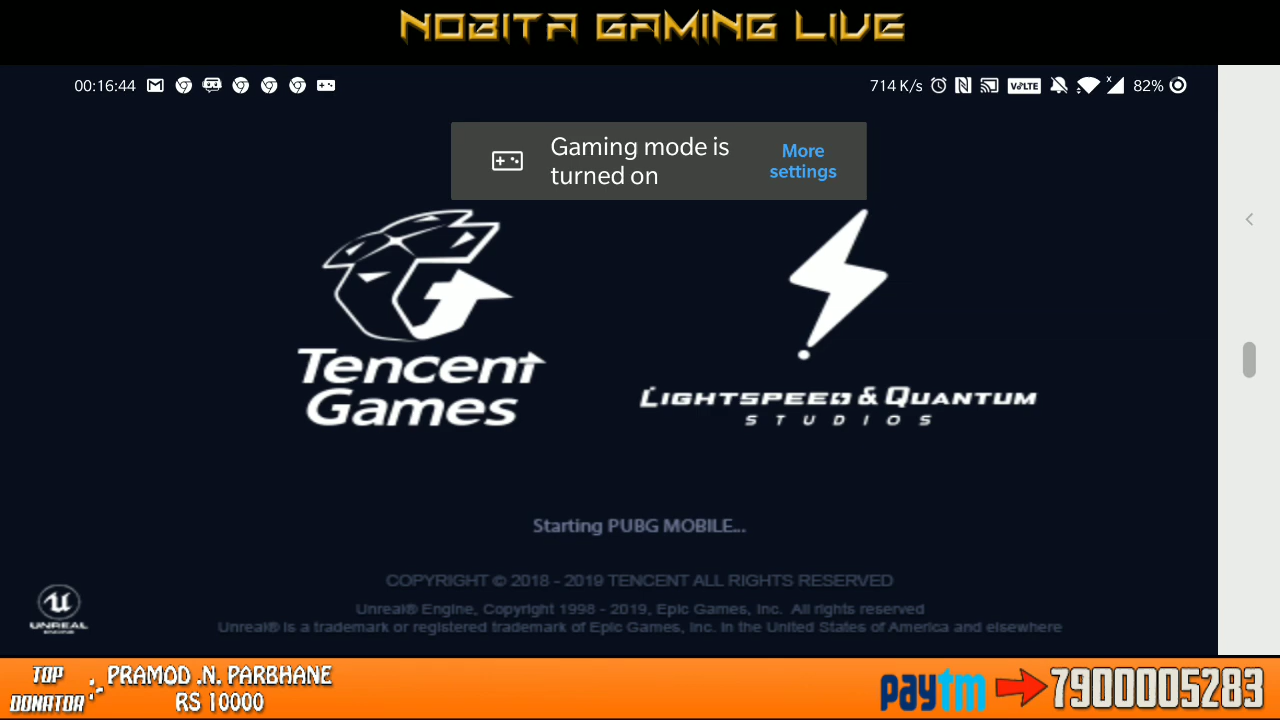 NOBITA GAMING LIVE
00:16:44
714 K/s VoLTE x 82%
Gaming mode is
turned on
More
settings
Tencent
Games
LIGHTSPEED & QUANTUM
STUDIOS
Starting PUBG MOBILE...
COPYRIGHT © 2018 - 2019 TENCENT ALL RIGHTS RESERVED
Unreal® Engine, Copyright 1998 - 2019, Epic Games, Inc. All rights reserved
Unreal® is a trademark or registered trademark of Epic Games, Inc. in the United States of America and elsewhere
UNREAL
ENGINE
TOP
DONATOR
:- PRAMOD .N. PARBHANE
RS 10000
paytm
7900005283